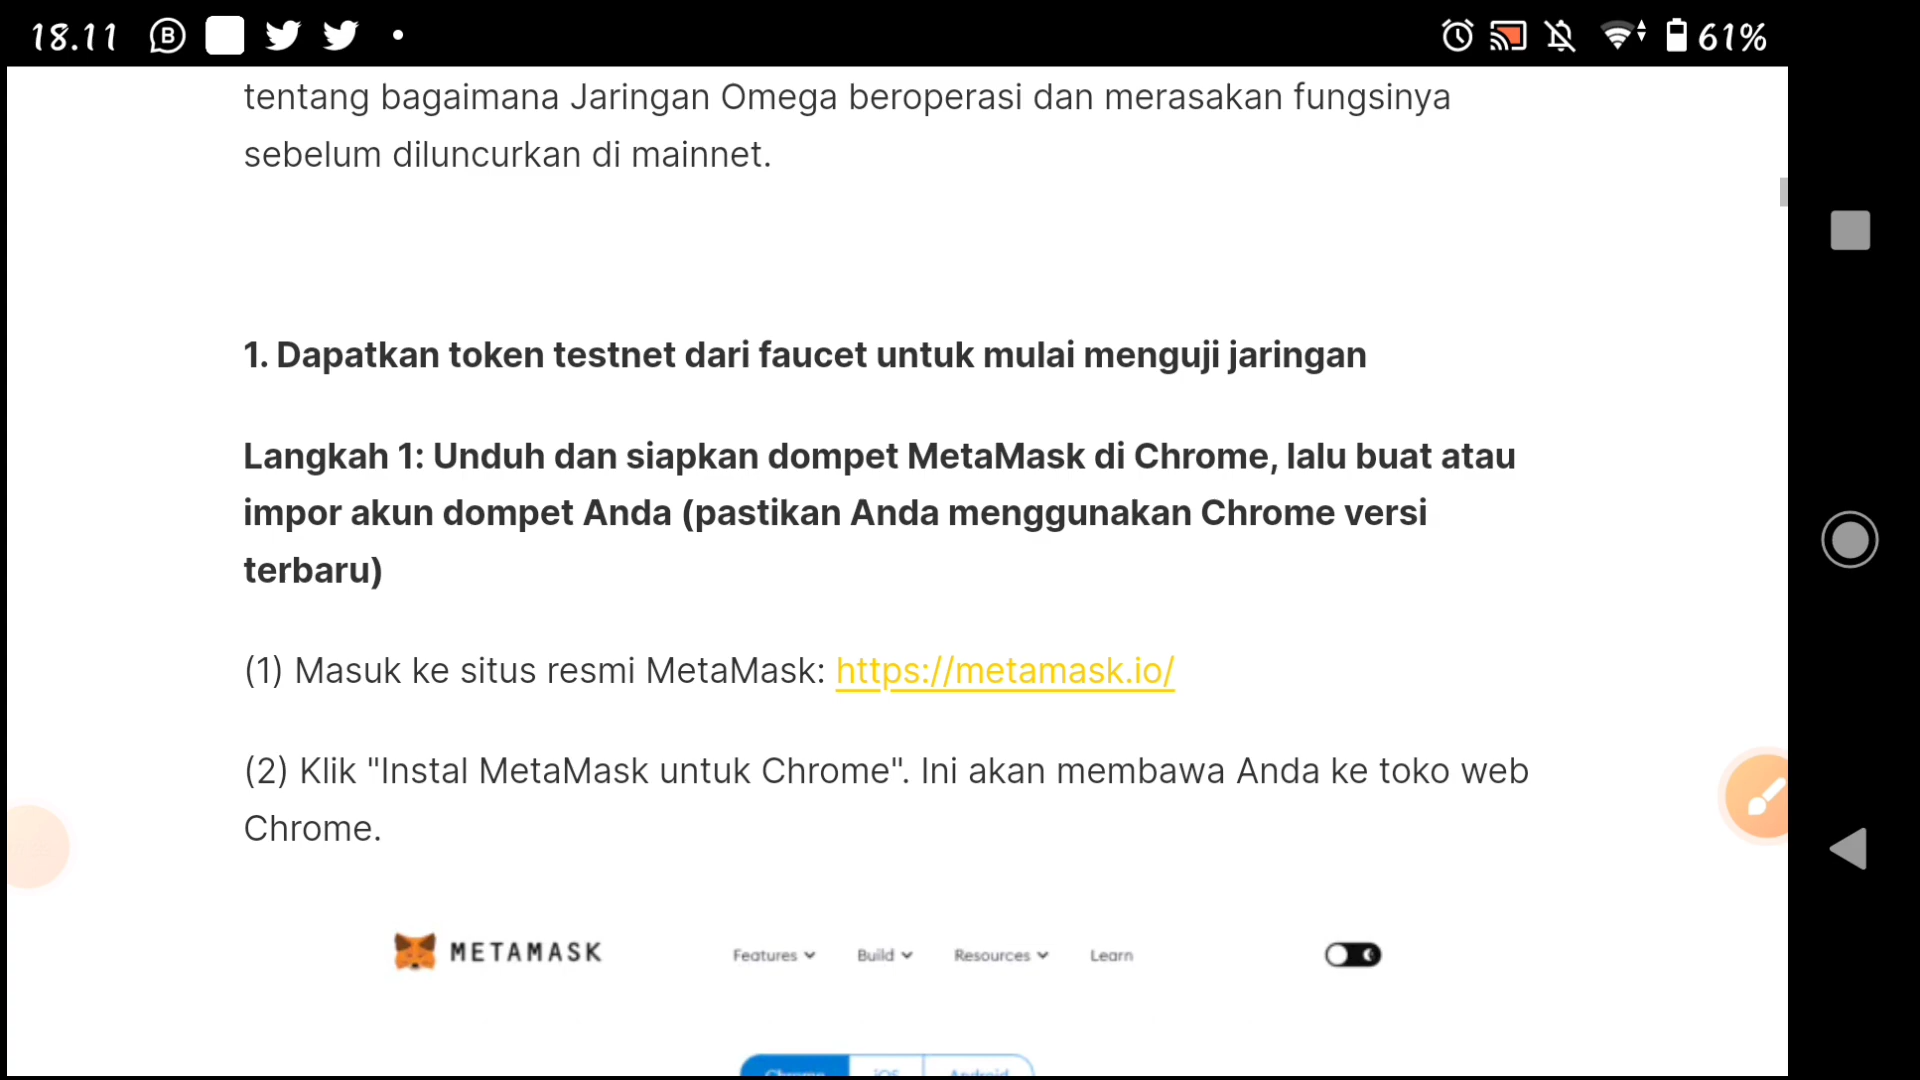 18.11
61%
tentang bagaimana Jaringan Omega beroperasi dan merasakan fungsinya
sebelum diluncurkan di mainnet.
1. Dapatkan token testnet dari faucet untuk mulai menguji jaringan
Langkah 1: Unduh dan siapkan dompet MetaMask di Chrome, lalu buat atau
impor akun dompet Anda (pastikan Anda menggunakan Chrome versi
terbaru)
(1) Masuk ke situs resmi MetaMask: https://metamask.io/
(2) Klik "Instal MetaMask untuk Chrome". Ini akan membawa Anda ke toko web
Chrome.
METAMASK Features Build Resources Learn
Chrome iOS Android